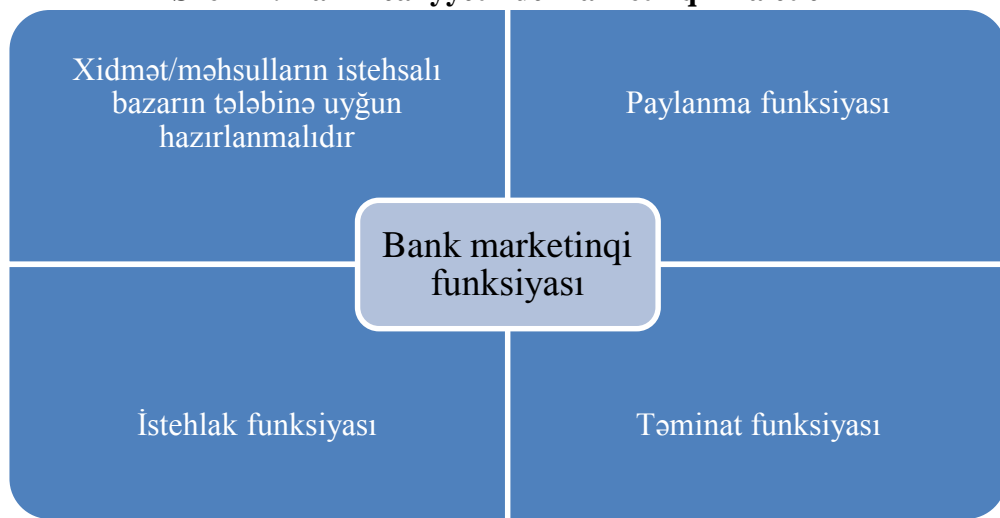 Xidmət/məhsulların istehsalı
bazarın tələbinə uyğun
hazırlanmalıdır
Paylanma funksiyası
Bank marketinqi
funksiyası
İstehlak funksiyası
Təminat funksiyası